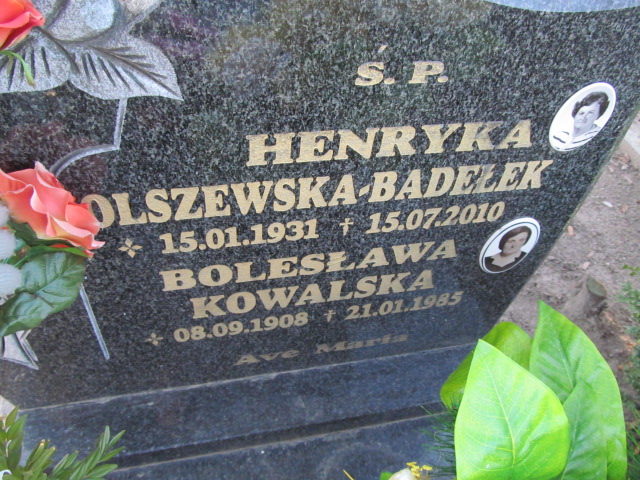 Ś. P.
HENRYKA
OLSZEWSKA-BADEŁEK
15.01.1931 † 15.07.2010
BOLESŁAWA
KOWALSKA
08.09.1908 † 21.01.1985
Ave Maria